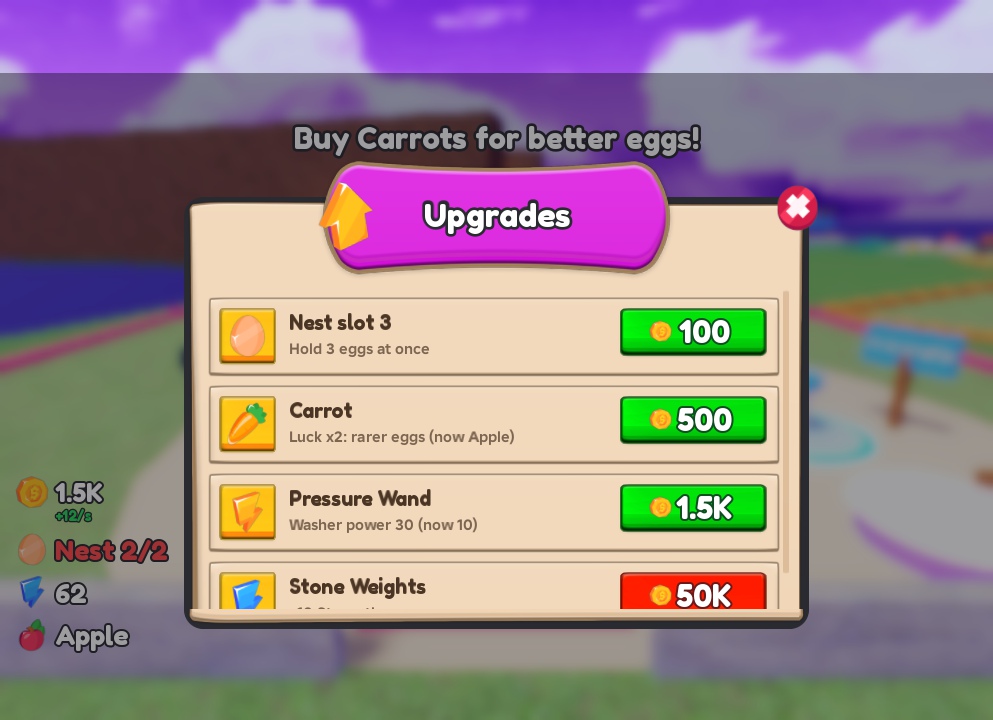 Buy Carrots for better eggs!
Upgrades
Nest slot 3
Hold 3 eggs at once
100
Carrot
Luck x2: rarer eggs (now Apple)
500
Pressure Wand
Washer power 30 (now 10)
1.5K
Stone Weights
50K
1.5K
+12/s
Nest 2/2
62
Apple